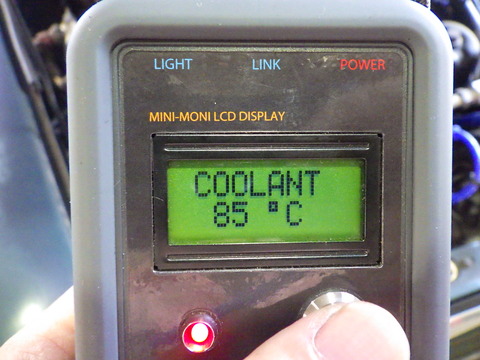 LIGHT LINK POWER
MINI-MONI LCD DISPLAY
COOLANT
85 °C